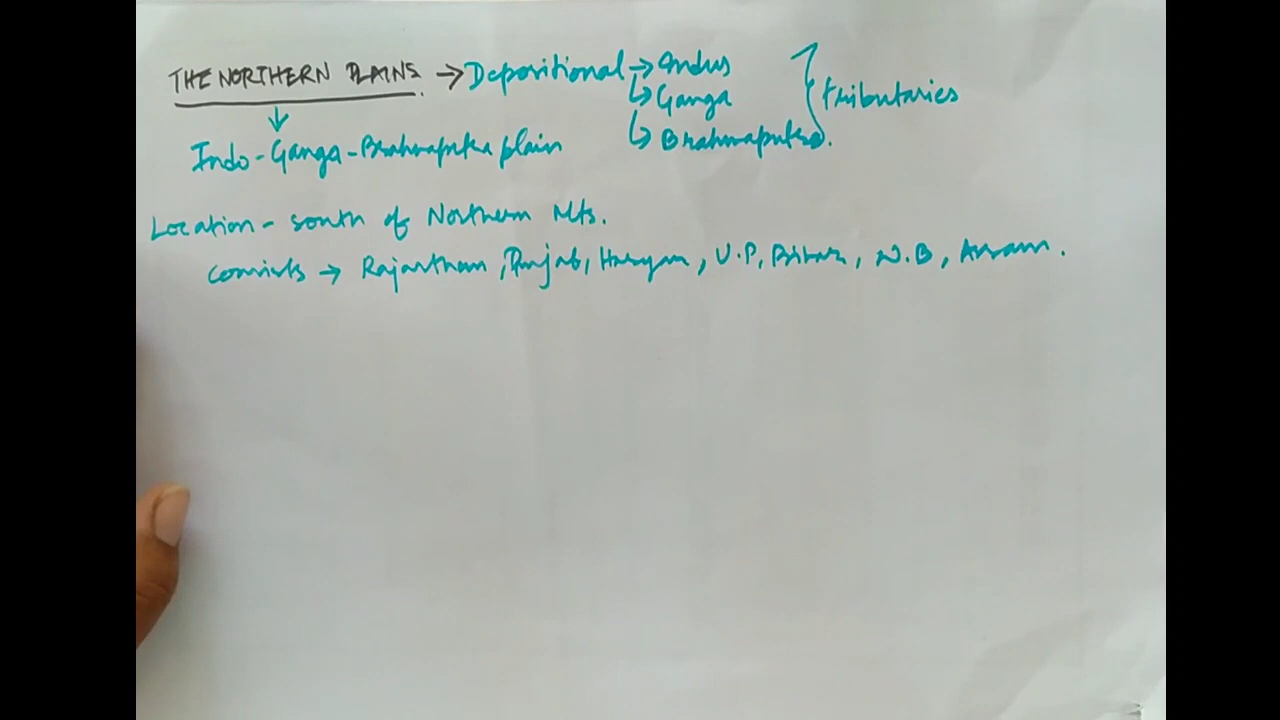 THE NORTHERN PLAINS. → Depositional → Indus
↳ Ganga
↳ Brahmaputra.
} tributaries
↓
Indo-Ganga-Brahmaputra plain
Location - south of Northern Mts.
consists → Rajasthan, Punjab, Haryana, U.P, Bihar, W.B, Assam.